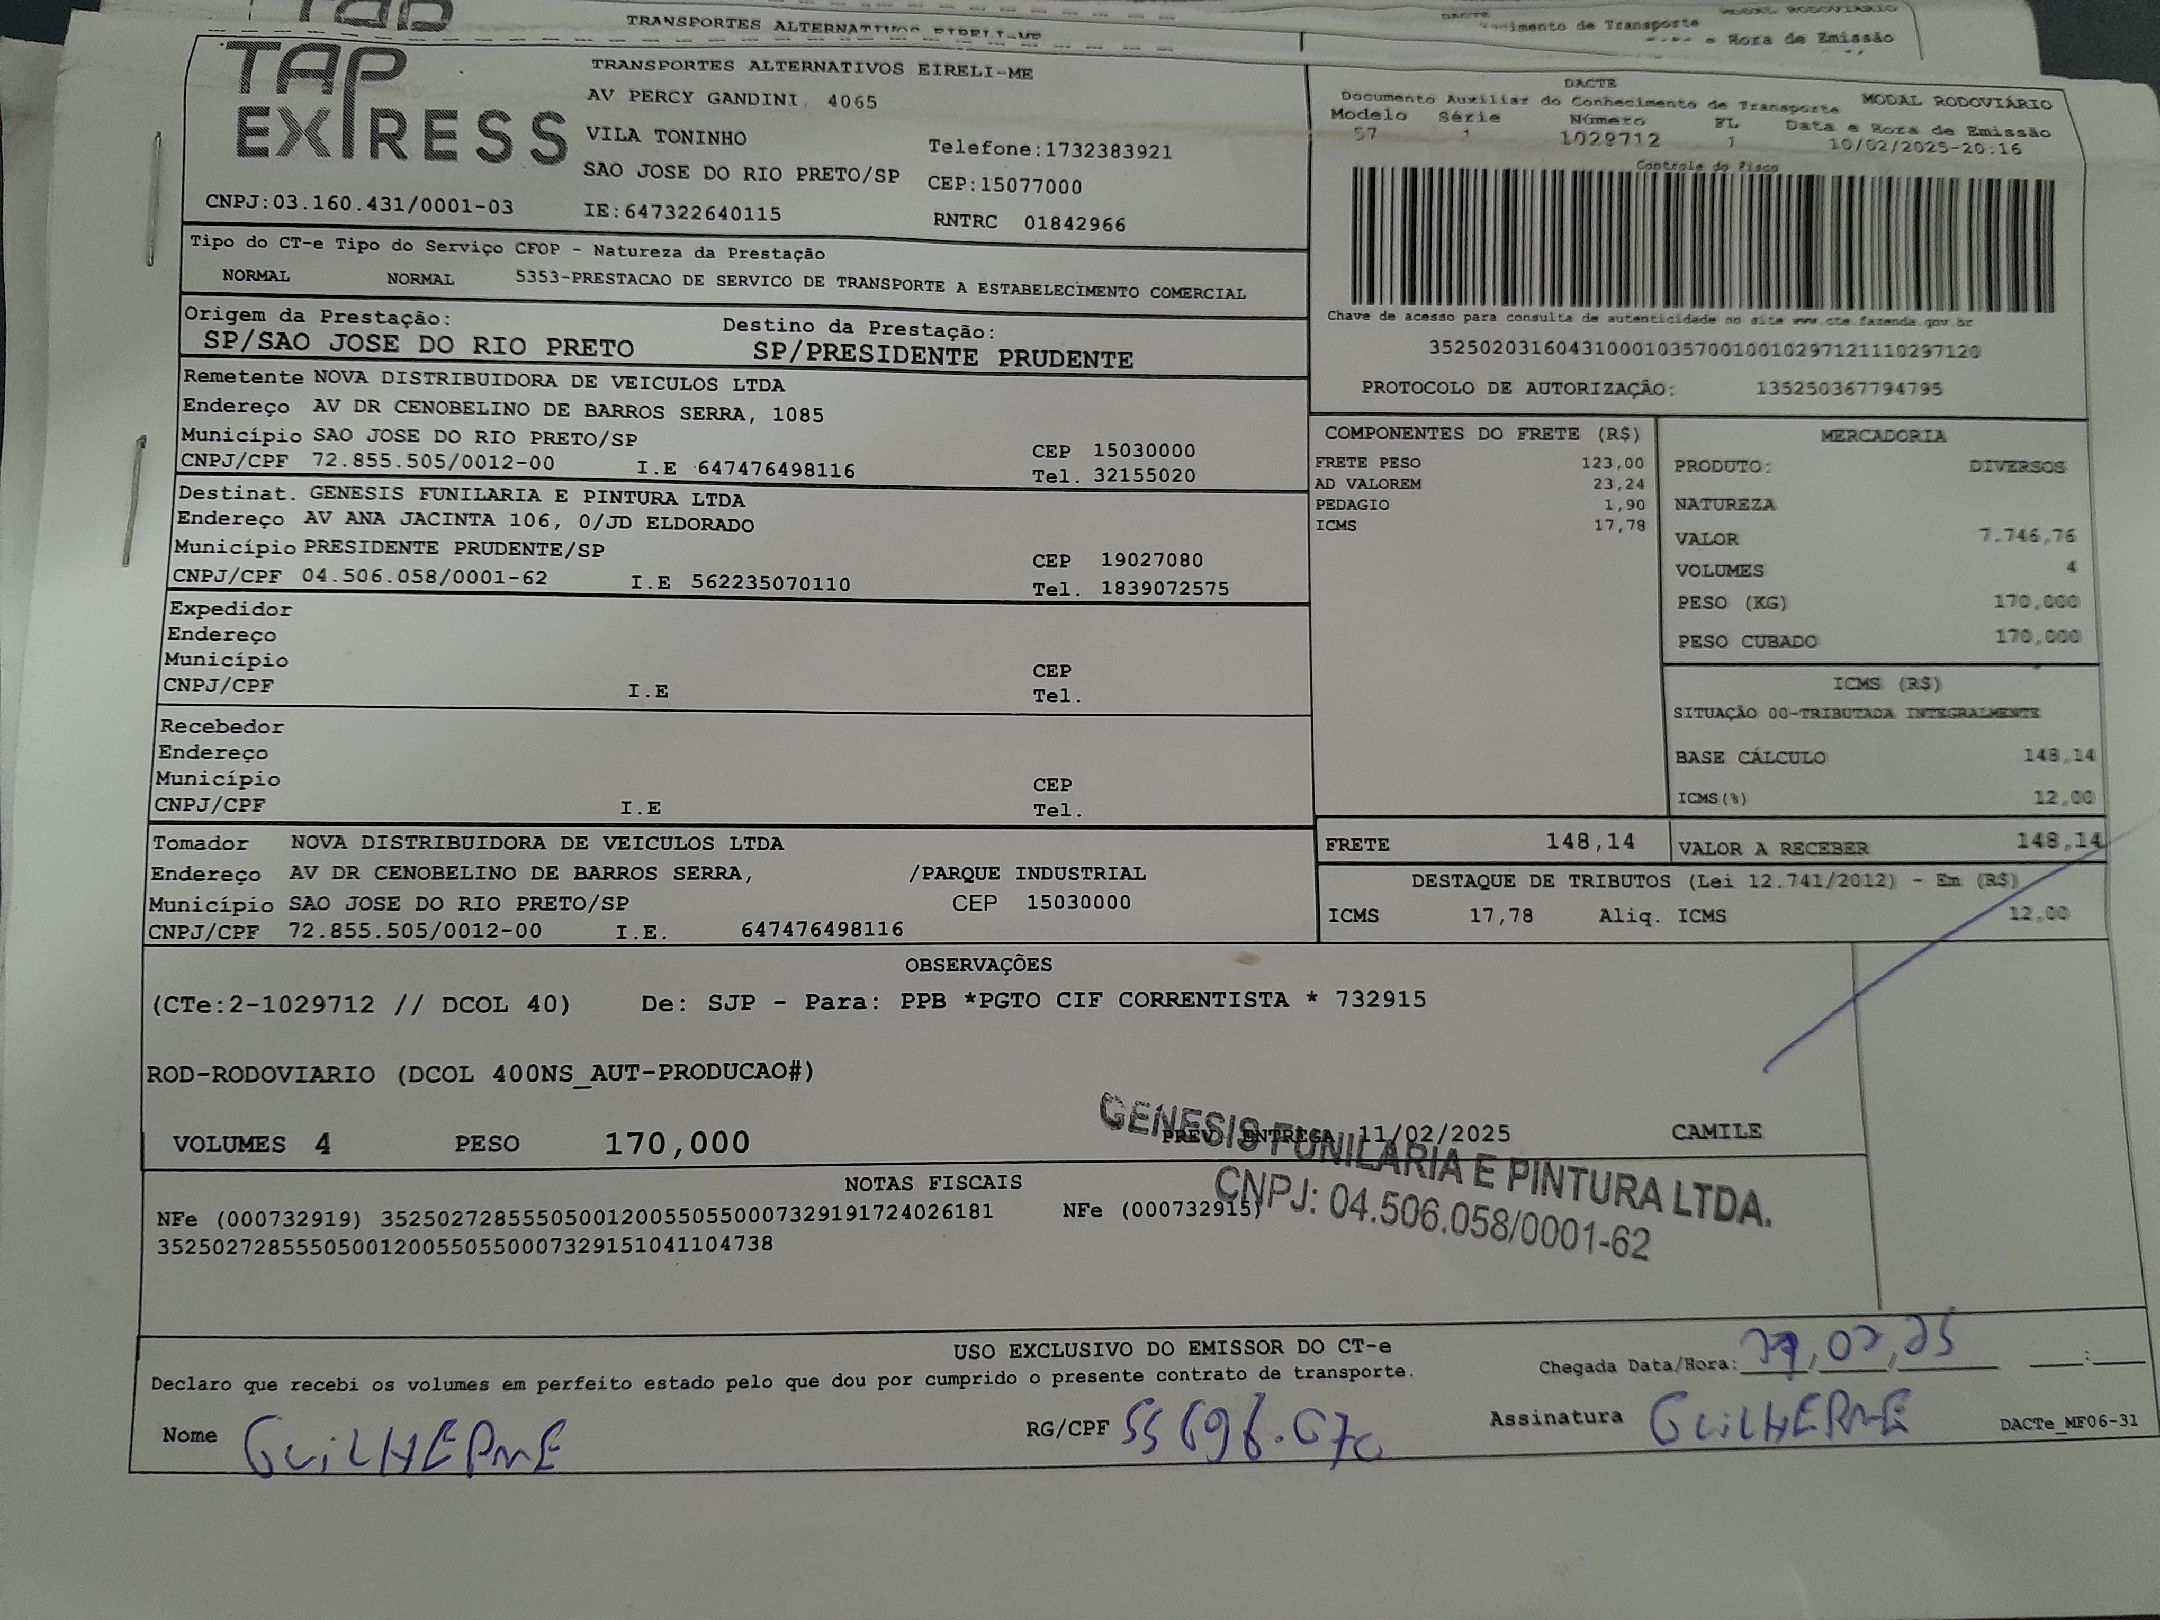 TRANSPORTES ALTERNATIVOS EIRELI-ME
DACTE
MODAL RODOVIÁRIO
de Transporte
e Hora de Emissão
TAP
EXPRESS
TRANSPORTES ALTERNATIVOS EIRELI-ME
AV PERCY GANDINI, 4065
VILA TONINHO
Telefone:1732383921
SAO JOSE DO RIO PRETO/SP CEP:15077000
CNPJ:03.160.431/0001-03 IE:647322640115 RNTRC 01842966
DACTE
Documento Auxiliar do Conhecimento de Transporte MODAL RODOVIÁRIO
Modelo Série Número FL Data e Hora de Emissão
57 1 1029712 1 10/02/2025-20:16
Controle do Fisco
Chave de acesso para consulta de autenticidade no site www.cte.fazenda.gov.br
35250203160431000103570010010297121110297120
PROTOCOLO DE AUTORIZAÇÃO: 135250367794795
Tipo do CT-e Tipo do Serviço CFOP - Natureza da Prestação
NORMAL NORMAL 5353-PRESTACAO DE SERVICO DE TRANSPORTE A ESTABELECIMENTO COMERCIAL
Origem da Prestação: Destino da Prestação:
SP/SAO JOSE DO RIO PRETO SP/PRESIDENTE PRUDENTE
Remetente NOVA DISTRIBUIDORA DE VEICULOS LTDA
Endereço AV DR CENOBELINO DE BARROS SERRA, 1085
Município SAO JOSE DO RIO PRETO/SP CEP 15030000
CNPJ/CPF 72.855.505/0012-00 I.E 647476498116 Tel. 32155020
Destinat. GENESIS FUNILARIA E PINTURA LTDA
Endereço AV ANA JACINTA 106, 0/JD ELDORADO
Município PRESIDENTE PRUDENTE/SP CEP 19027080
CNPJ/CPF 04.506.058/0001-62 I.E 562235070110 Tel. 1839072575
Expedidor
Endereço
Município CEP
CNPJ/CPF I.E Tel.
Recebedor
Endereço
Município CEP
CNPJ/CPF I.E Tel.
Tomador NOVA DISTRIBUIDORA DE VEICULOS LTDA
Endereço AV DR CENOBELINO DE BARROS SERRA, /PARQUE INDUSTRIAL
Município SAO JOSE DO RIO PRETO/SP CEP 15030000
CNPJ/CPF 72.855.505/0012-00 I.E. 647476498116
COMPONENTES DO FRETE (R$)
FRETE PESO 123,00
AD VALOREM 23,24
PEDAGIO 1,90
ICMS 17,78
MERCADORIA
PRODUTO: DIVERSOS
NATUREZA
VALOR 7.746,76
VOLUMES 4
PESO (KG) 170,000
PESO CUBADO 170,000
ICMS (R$)
SITUAÇÃO 00-TRIBUTADA INTEGRALMENTE
BASE CÁLCULO 148,14
ICMS(%) 12,00
FRETE 148,14 VALOR A RECEBER 148,14
DESTAQUE DE TRIBUTOS (Lei 12.741/2012) - Em (R$)
ICMS 17,78 Aliq. ICMS 12,00
OBSERVAÇÕES
(CTe:2-1029712 // DCOL 40) De: SJP - Para: PPB *PGTO CIF CORRENTISTA * 732915
ROD-RODOVIARIO (DCOL 400NS_AUT-PRODUCAO#)
VOLUMES 4 PESO 170,000 PREV. ENTREGA 11/02/2025 CAMILE
GENESIS FUNILARIA E PINTURA LTDA.
CNPJ: 04.506.058/0001-62
NOTAS FISCAIS
NFe (000732919) 35250272855505001200550550007329191724026181 NFe (000732915)
35250272855505001200550550007329151041104738
USO EXCLUSIVO DO EMISSOR DO CT-e
Declaro que recebi os volumes em perfeito estado pelo que dou por cumprido o presente contrato de transporte. Chegada Data/Hora:
Nome GUILHERME RG/CPF Assinatura GUILHERME DACTe_MF06-31